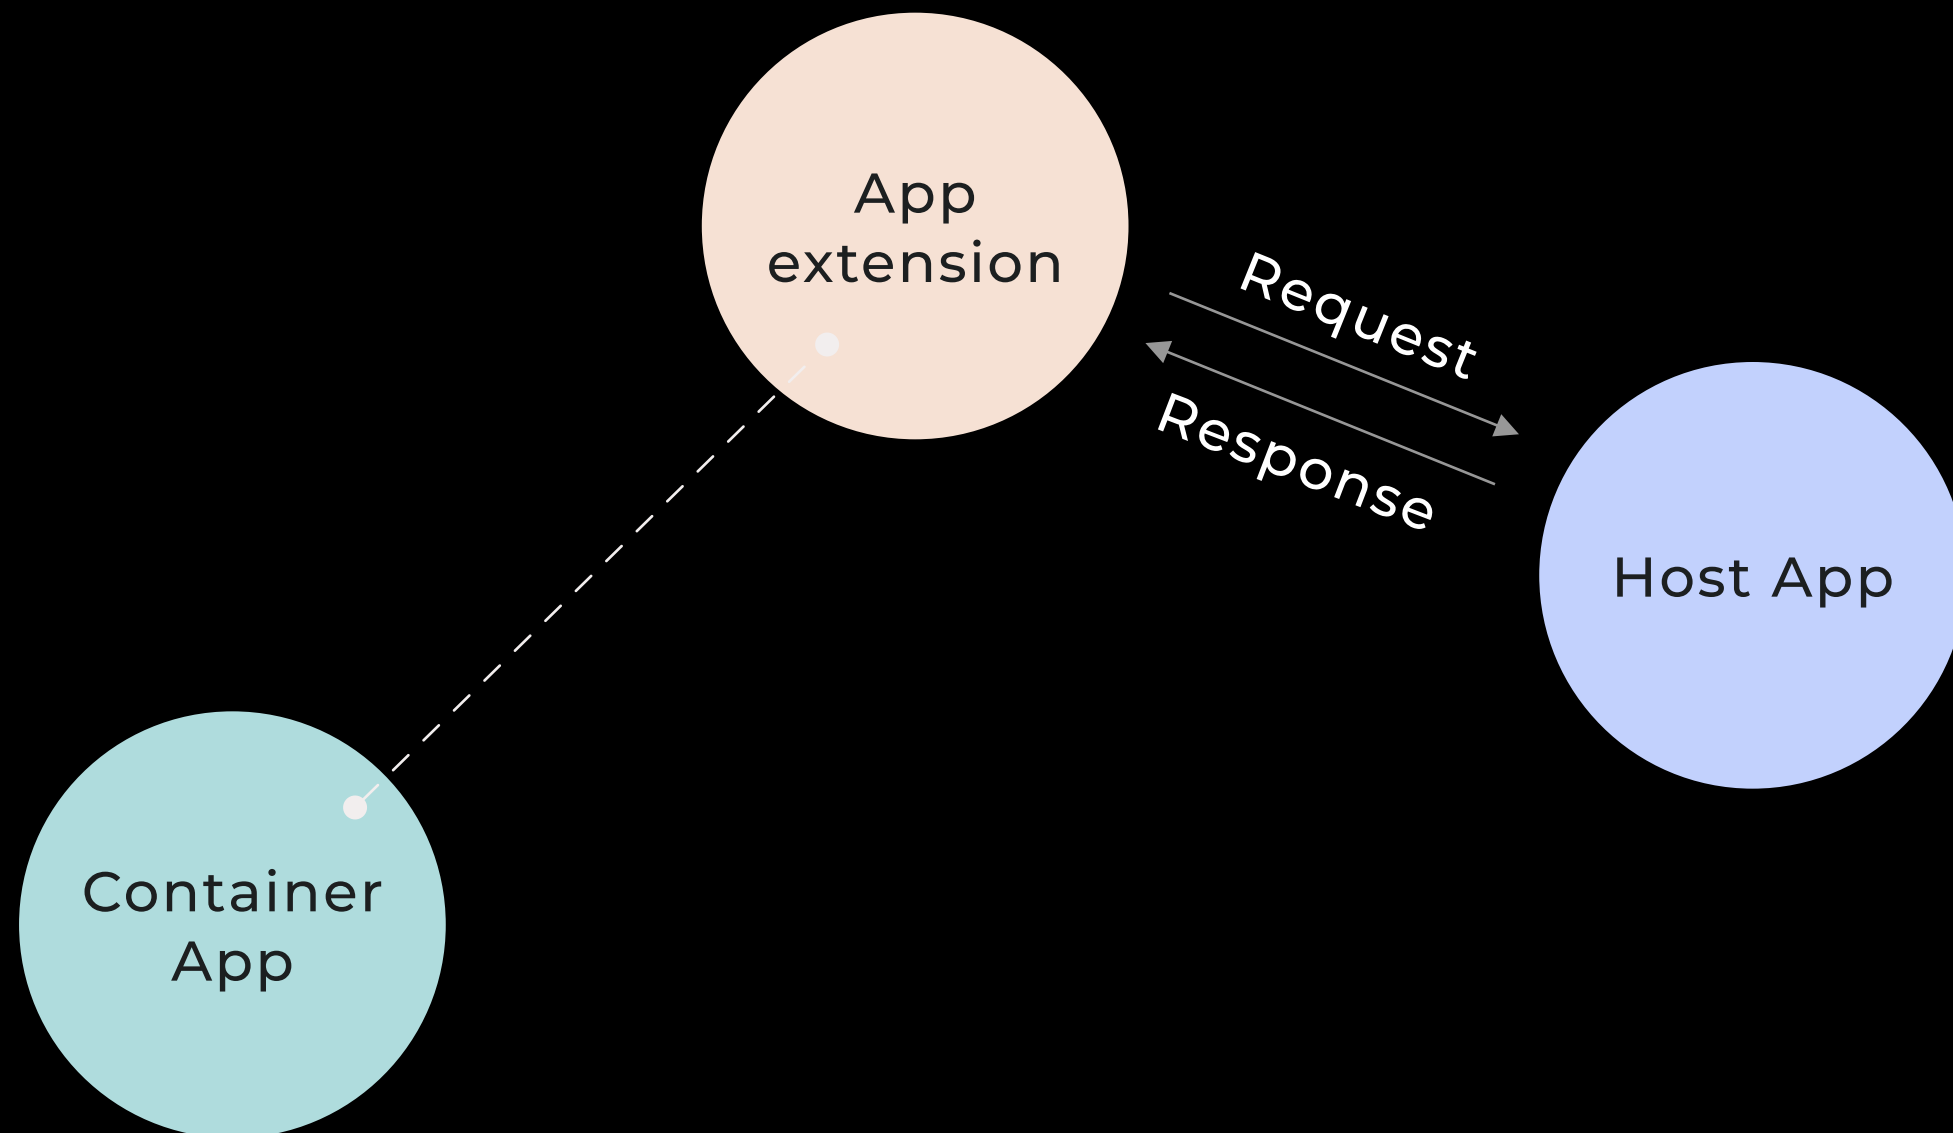 App
extension
Request
Response
Host App
Container
App